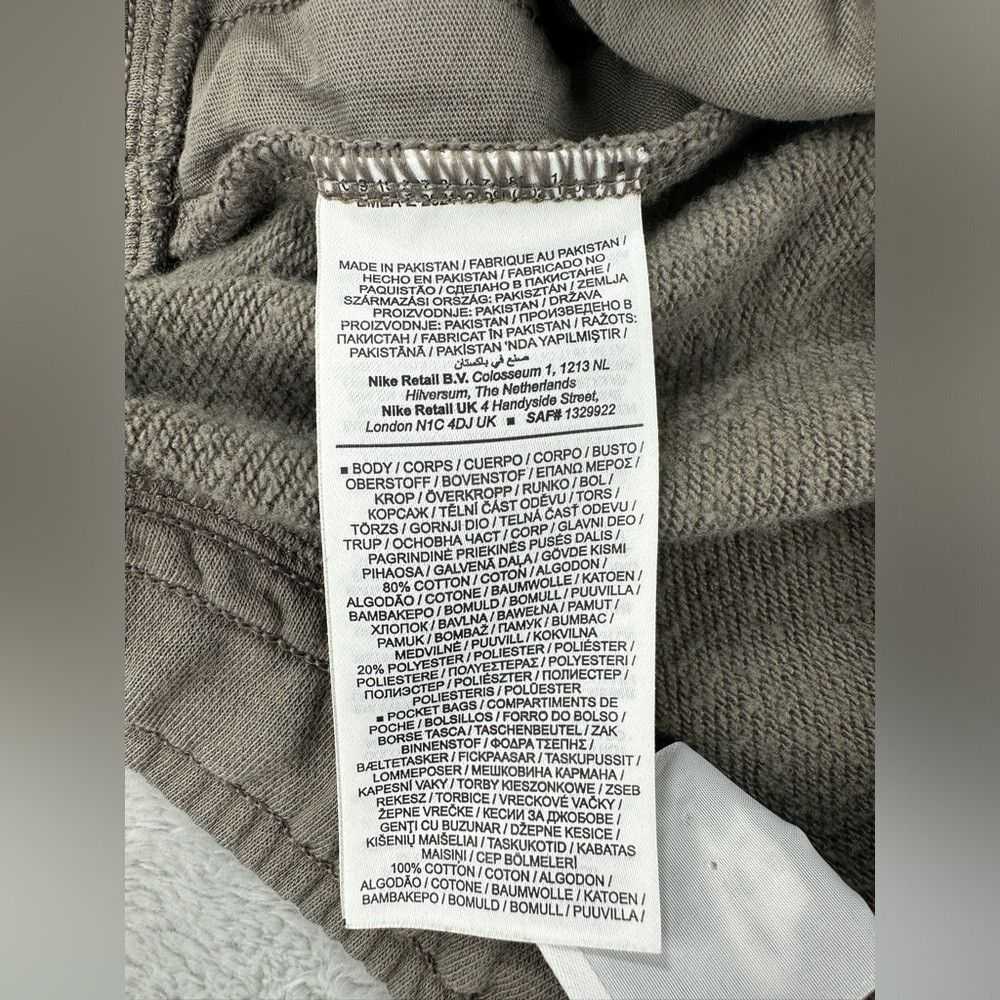 MADE IN PAKISTAN / FABRIQUE AU PAKISTAN /
HECHO EN PAKISTAN / FABRICADO NO
PAQUISTÃO / СДЕЛАНО В ПАКИСТАНЕ /
SZÁRMAZÁSI ORSZÁG: PAKISZTÁN / ZEMLJA
PROIZVODNJE: PAKISTAN / DRŽAVA
PROIZVODNJE: PAKISTAN / ПРОИЗВЕДЕНО В
ПАКИСТАН / FABRICAT ÎN PAKISTAN / RAŽOTS:
PAKISTĀNĀ / PAKİSTAN 'NDA YAPILMIŞTIR /
صنع في باكستان
Nike Retail B.V. Colosseum 1, 1213 NL
Hilversum, The Netherlands
Nike Retail UK 4 Handyside Street,
London N1C 4DJ UK ■ SAF# 1329922
■ BODY / CORPS / CUERPO / CORPO / BUSTO /
OBERSTOFF / BOVENSTOF / ΕΠΑΝΩ ΜΕΡΟΣ /
KROP / ÖVERKROPP / RUNKO / BOL /
КОРСАЖ / TĚLNÍ ČÁST ODĚVU / TORS /
TÖRZS / GORNJI DIO / TELNÁ ČASŤ ODEVU /
TRUP / ОСНОВНА ЧАСТ / CORP / GLAVNI DEO /
PAGRINDINĖ PRIEKINĖS PUSĖS DALIS /
PIHAOSA / GALVENĀ DAĻA / GÖVDE KISMI
80% COTTON / COTON / ALGODON /
ALGODÃO / COTONE / BAUMWOLLE / KATOEN /
ΒΑΜΒΑΚΕΡΟ / BOMULD / BOMULL / PUUVILLA /
ХЛОПОК / BAVLNA / BAWEŁNA / PAMUT /
PAMUK / BOMBAŽ / ПАМУК / BUMBAC /
MEDVILNĖ / PUUVILL / KOKVILNA
20% POLYESTER / POLIESTER / POLIÉSTER /
POLIESTERE / ΠΟΛΥΕΣΤΕΡΑΣ / POLYESTERI /
ПОЛИЭСТЕР / POLIÉSZTER / ПОЛИЕСТЕР /
POLIESTERIS / POLÜESTER
■ POCKET BAGS / COMPARTIMENTS DE
POCHE / BOLSILLOS / FORRO DO BOLSO /
BORSE TASCA / TASCHENBEUTEL / ZAK
BINNENSTOF / ΦΟΔΡΑ ΤΣΕΠΗΣ /
BÆLTETASKER / FICKPAASAR / TASKUPUSSIT /
LOMMEPOSER / МЕШКОВИНА КАРМАНА /
KAPESNÍ VAKY / TORBY KIESZONKOWE / ZSEB
REKESZ / TORBICE / VRECKOVÉ VAČKY /
ŽEPNE VREČKE / КЕСИИ ЗА ДЖОБОВЕ /
GENȚI CU BUZUNAR / DŽEPNE KESICE /
KIŠENIŲ MAIŠELIAI / TASKUKOTID / KABATAS
MAISIŅI / CEP BÖLMELERİ
100% COTTON / COTON / ALGODON /
ALGODÃO / COTONE / BAUMWOLLE / KATOEN /
ΒΑΜΒΑΚΕΡΟ / BOMULD / BOMULL / PUUVILLA /